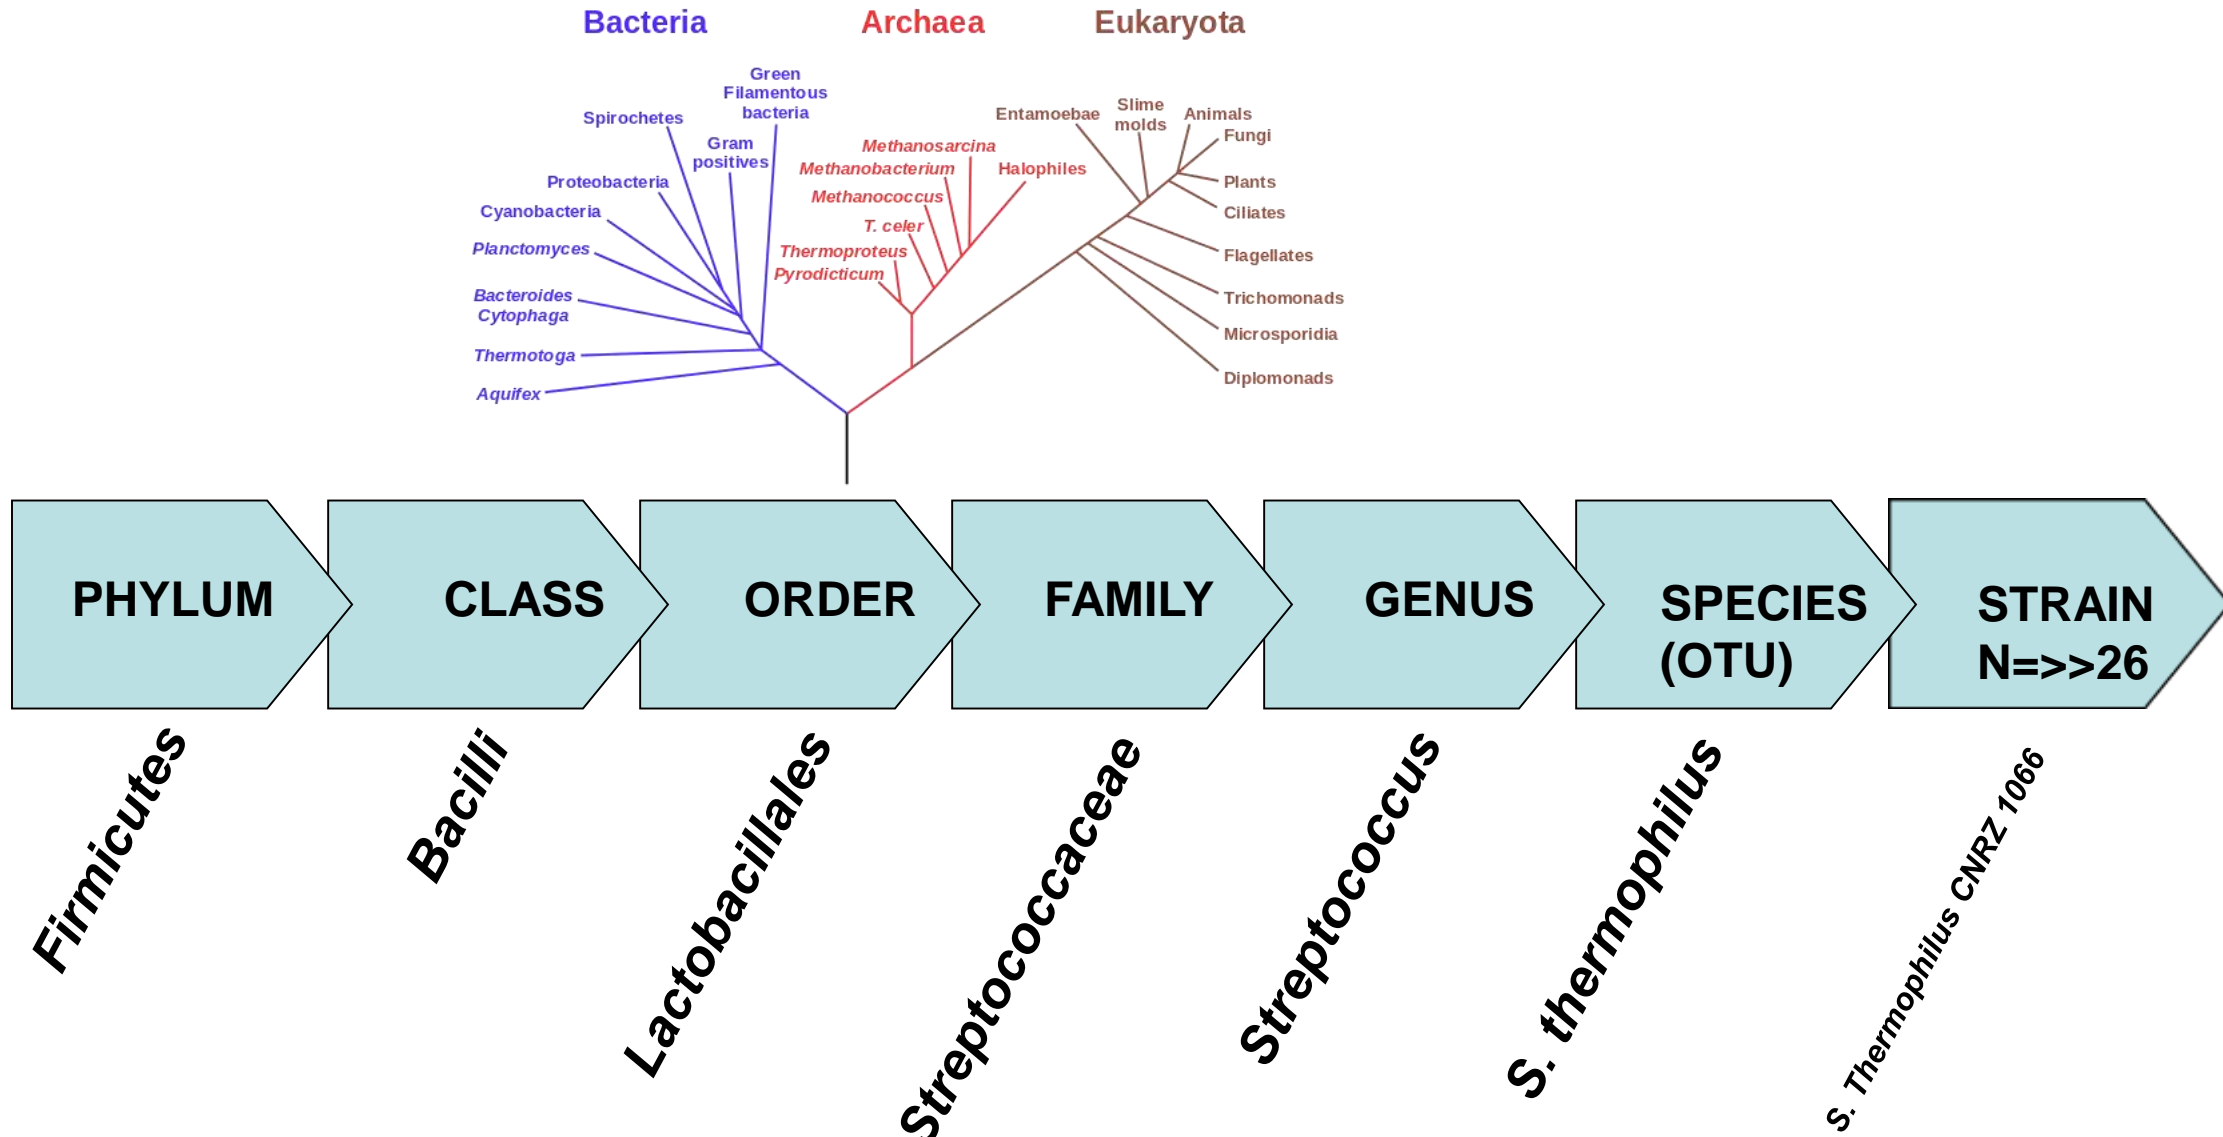 Bacteria
Archaea
Eukaryota
Green
Filamentous
bacteria
Spirochetes
Gram
positives
Proteobacteria
Cyanobacteria
Planctomyces
Bacteroides
Cytophaga
Thermotoga
Aquifex
Methanosarcina
Methanobacterium
Halophiles
Methanococcus
T. celer
Thermoproteus
Pyrodicticum
Entamoebae
Slime
molds
Animals
Fungi
Plants
Ciliates
Flagellates
Trichomonads
Microsporidia
Diplomonads
PHYLUM
CLASS
ORDER
FAMILY
GENUS
SPECIES
(OTU)
STRAIN
N=>>26
Firmicutes
Bacilli
Lactobacillales
Streptococcaceae
Streptococcus
S. thermophilus
S. Thermophilus CNRZ 1066